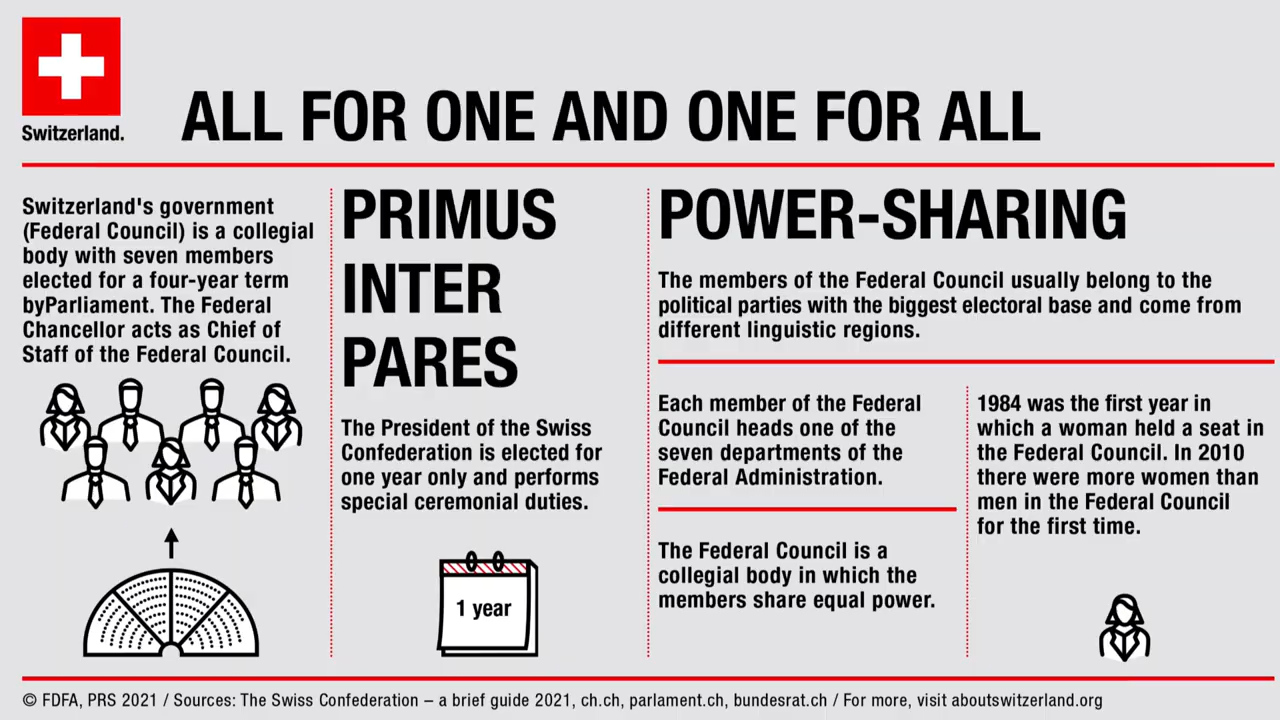 Switzerland.
ALL FOR ONE AND ONE FOR ALL
Switzerland's government
(Federal Council) is a collegial
body with seven members
elected for a four-year term
byParliament. The Federal
Chancellor acts as Chief of
Staff of the Federal Council.
PRIMUS
INTER
PARES
The President of the Swiss
Confederation is elected for
one year only and performs
special ceremonial duties.
1 year
POWER-SHARING
The members of the Federal Council usually belong to the
political parties with the biggest electoral base and come from
different linguistic regions.
Each member of the Federal
Council heads one of the
seven departments of the
Federal Administration.
The Federal Council is a
collegial body in which the
members share equal power.
1984 was the first year in
which a woman held a seat in
the Federal Council. In 2010
there were more women than
men in the Federal Council
for the first time.
© FDFA, PRS 2021 / Sources: The Swiss Confederation – a brief guide 2021, ch.ch, parlament.ch, bundesrat.ch / For more, visit aboutswitzerland.org